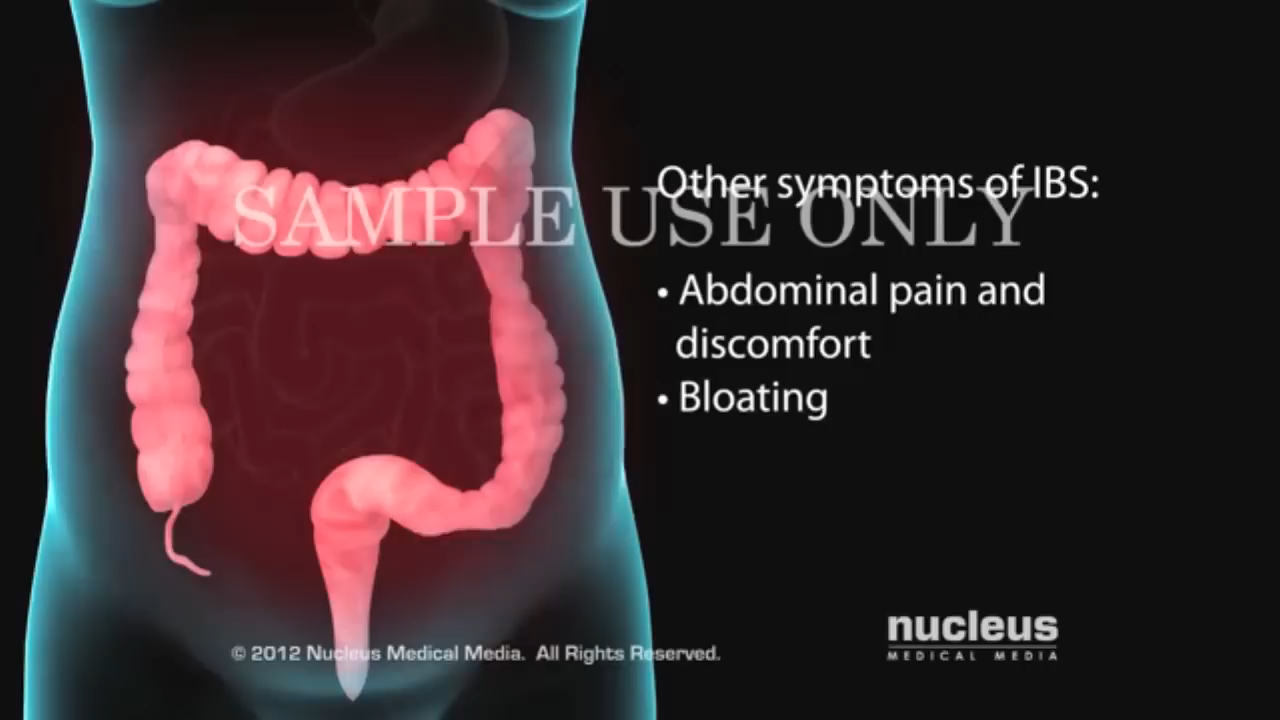 Other symptoms of IBS:
SAMPLE USE ONLY
• Abdominal pain and
discomfort
• Bloating
nucleus
MEDICAL MEDIA
© 2012 Nucleus Medical Media. All Rights Reserved.